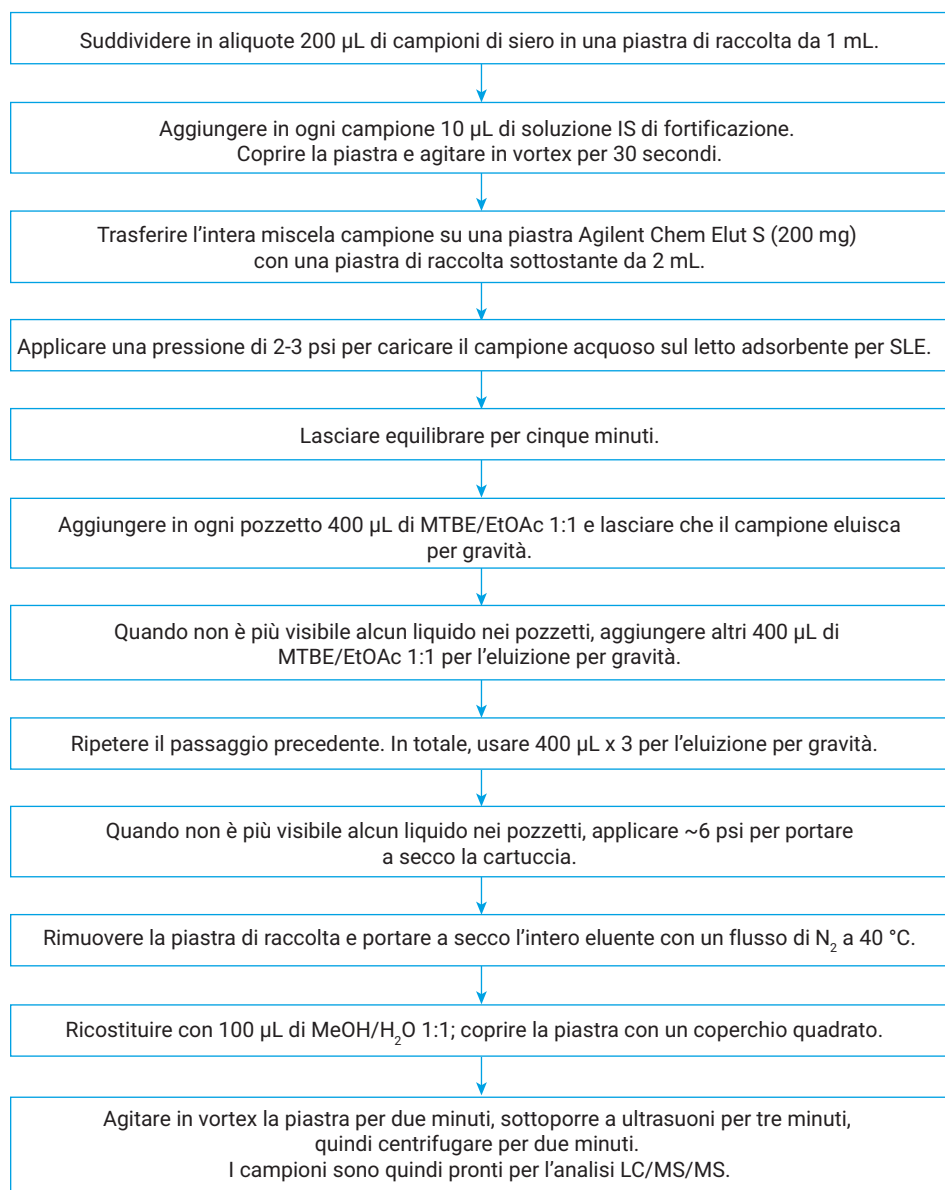 Suddividere in aliquote 200 µL di campioni di siero in una piastra di raccolta da 1 mL.
Aggiungere in ogni campione 10 µL di soluzione IS di fortificazione.
Coprire la piastra e agitare in vortex per 30 secondi.
Trasferire l’intera miscela campione su una piastra Agilent Chem Elut S (200 mg)
con una piastra di raccolta sottostante da 2 mL.
Applicare una pressione di 2-3 psi per caricare il campione acquoso sul letto adsorbente per SLE.
Lasciare equilibrare per cinque minuti.
Aggiungere in ogni pozzetto 400 µL di MTBE/EtOAc 1:1 e lasciare che il campione eluisca
per gravità.
Quando non è più visibile alcun liquido nei pozzetti, aggiungere altri 400 µL di
MTBE/EtOAc 1:1 per l’eluizione per gravità.
Ripetere il passaggio precedente. In totale, usare 400 µL x 3 per l’eluizione per gravità.
Quando non è più visibile alcun liquido nei pozzetti, applicare ~6 psi per portare
a secco la cartuccia.
Rimuovere la piastra di raccolta e portare a secco l’intero eluente con un flusso di N₂ a 40 °C.
Ricostituire con 100 µL di MeOH/H₂O 1:1; coprire la piastra con un coperchio quadrato.
Agitare in vortex la piastra per due minuti, sottoporre a ultrasuoni per tre minuti,
quindi centrifugare per due minuti.
I campioni sono quindi pronti per l’analisi LC/MS/MS.